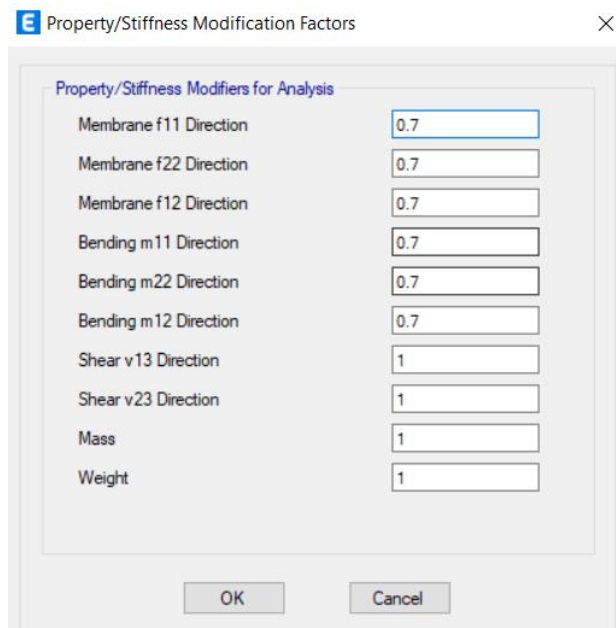 E Property/Stiffness Modification Factors
Property/Stiffness Modifiers for Analysis
Membrane f11 Direction 0.7
Membrane f22 Direction 0.7
Membrane f12 Direction 0.7
Bending m11 Direction 0.7
Bending m22 Direction 0.7
Bending m12 Direction 0.7
Shear v13 Direction 1
Shear v23 Direction 1
Mass 1
Weight 1
OK Cancel